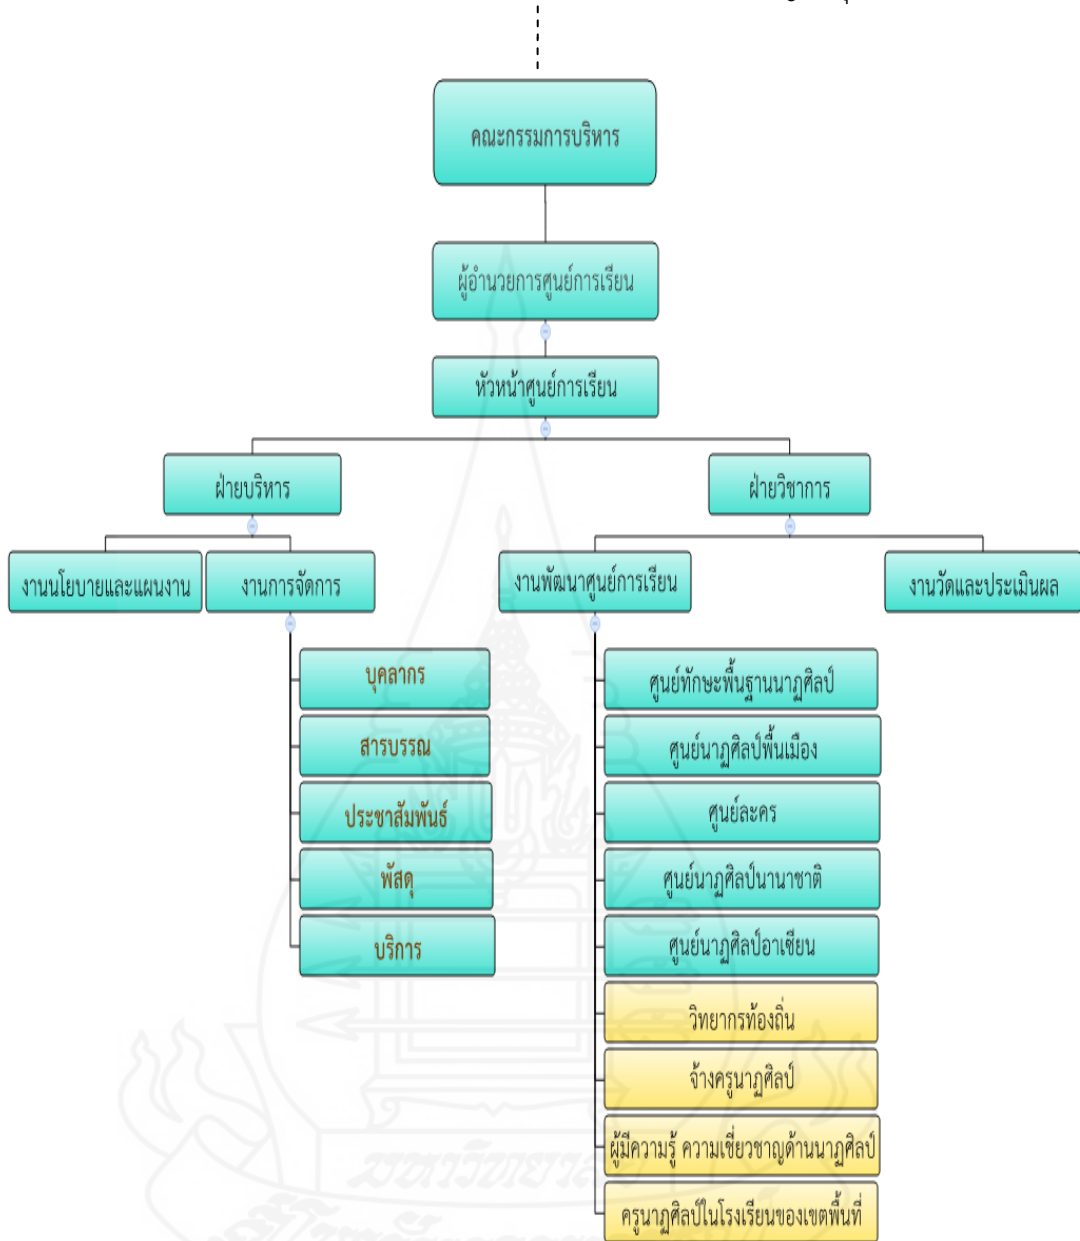 คณะกรรมการบริหาร
ผู้อำนวยการศูนย์การเรียน
หัวหน้าศูนย์การเรียน
ฝ่ายบริหาร
ฝ่ายวิชาการ
งานนโยบายและแผนงาน
งานการจัดการ
งานพัฒนาศูนย์การเรียน
งานวัดและประเมินผล
บุคลากร
สารบรรณ
ประชาสัมพันธ์
พัสดุ
บริการ
ศูนย์ทักษะพื้นฐานนาฏศิลป์
ศูนย์นาฏศิลป์พื้นเมือง
ศูนย์ละคร
ศูนย์นาฏศิลป์นานาชาติ
ศูนย์นาฏศิลป์อาเซียน
วิทยากรท้องถิ่น
จ้างครูนาฏศิลป์
ผู้มีความรู้ ความเชี่ยวชาญด้านนาฏศิลป์
ครูนาฏศิลป์ในโรงเรียนของเขตพื้นที่
มหาวิทยาลัย